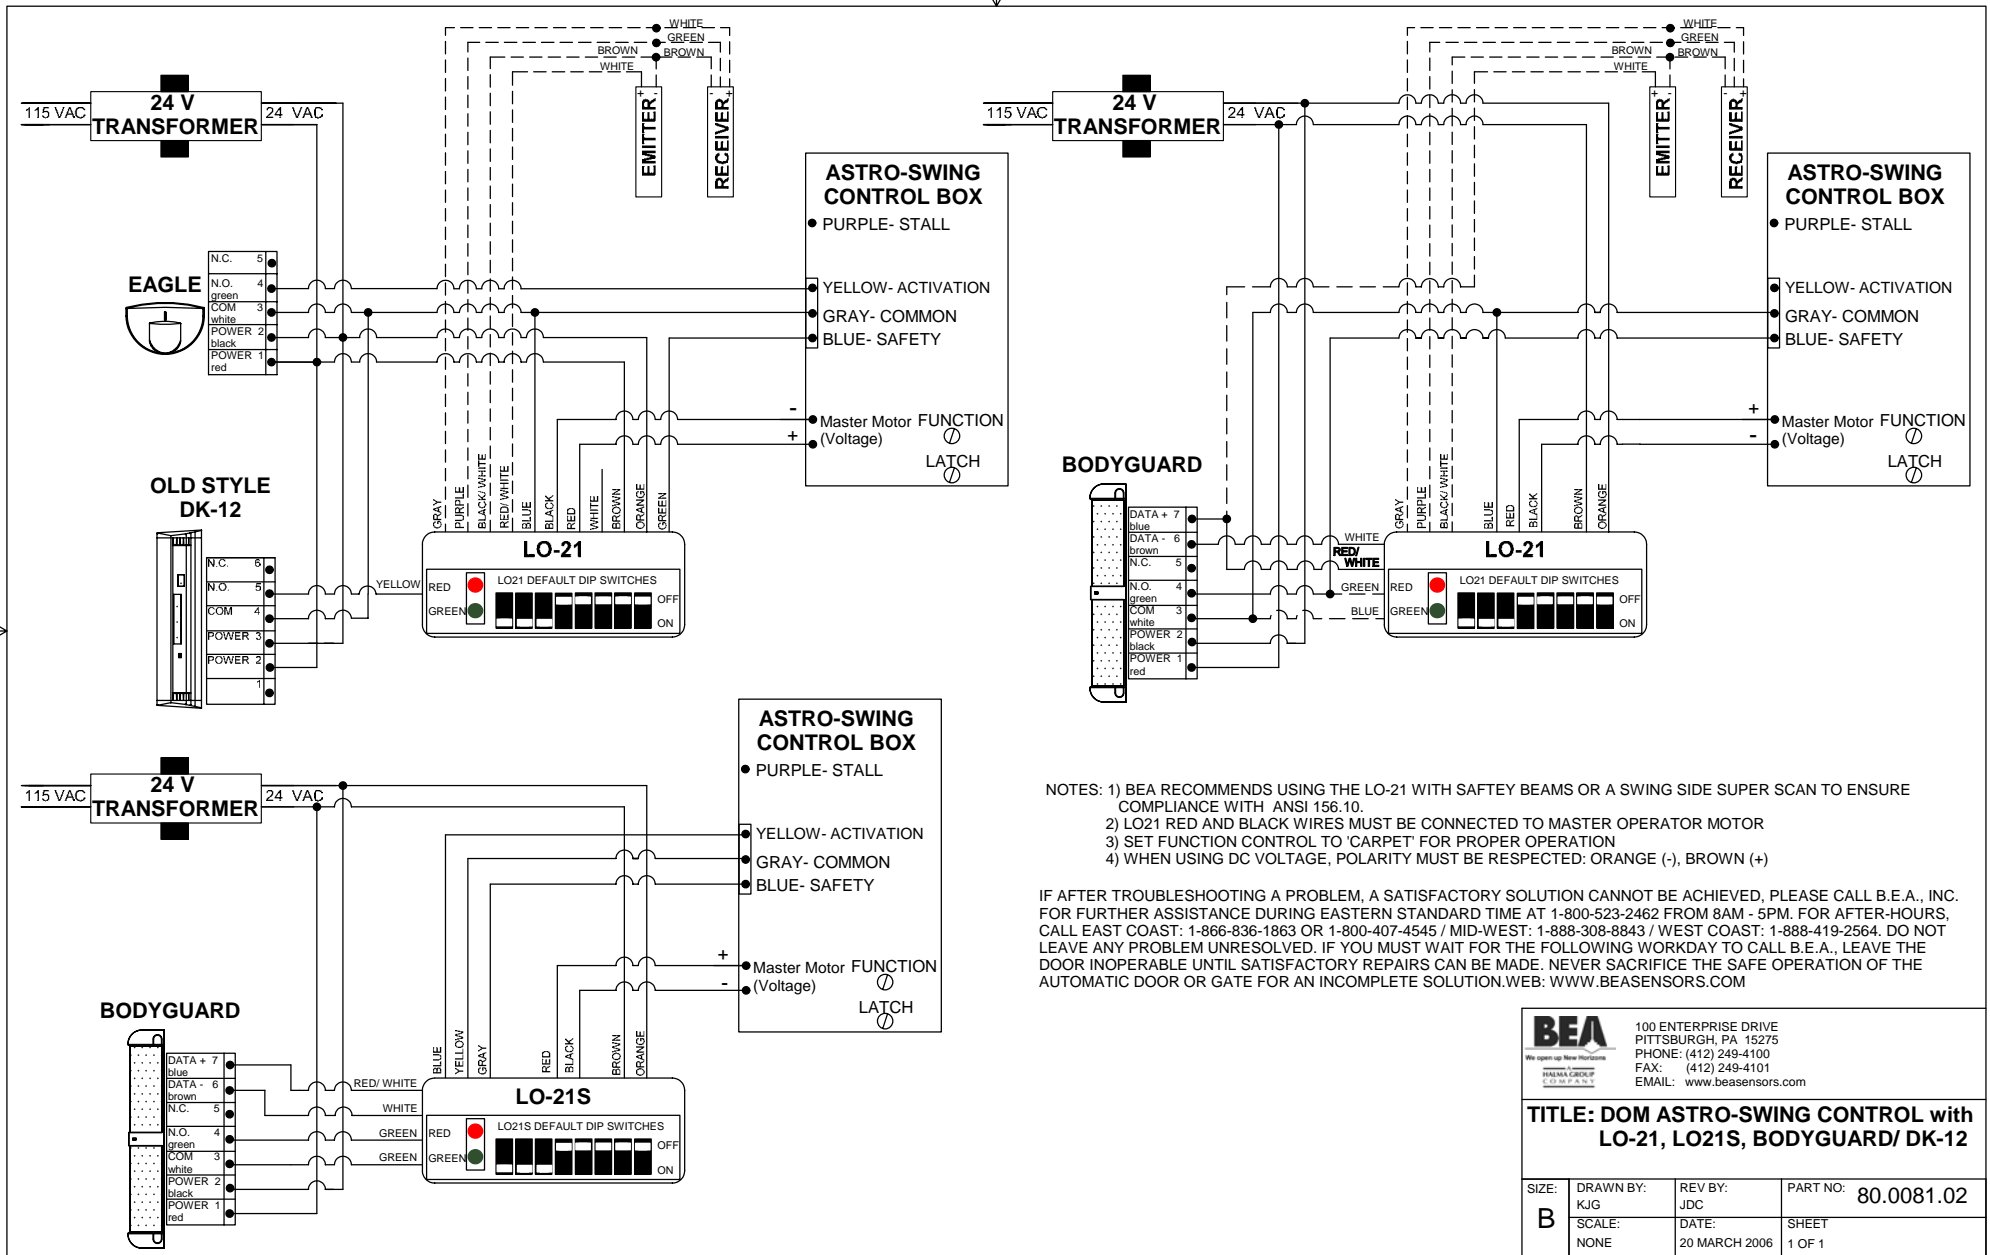 WHITE
GREEN
BROWN BROWN
WHITE
115 VAC
24 V
TRANSFORMER
24 VAC
+ -
EMITTER
- +
RECEIVER
ASTRO-SWING
CONTROL BOX
PURPLE- STALL
YELLOW- ACTIVATION
GRAY- COMMON
BLUE- SAFETY
- Master Motor FUNCTION
+ (Voltage)
LATCH
EAGLE
N.C. 5
N.O. 4
green
COM 3
white
POWER 2
black
POWER 1
red
OLD STYLE
DK-12
N.C. 6
N.O. 5
COM 4
POWER 3
POWER 2
1
GRAY
PURPLE
BLACK/ WHITE
RED/ WHITE
BLUE
BLACK
RED
WHITE
BROWN
ORANGE
GREEN
YELLOW
LO-21
RED
GREEN
LO21 DEFAULT DIP SWITCHES
OFF
ON
WHITE
GREEN
BROWN BROWN
WHITE
115 VAC
24 V
TRANSFORMER
24 VAC
+ -
EMITTER
- +
RECEIVER
ASTRO-SWING
CONTROL BOX
PURPLE- STALL
YELLOW- ACTIVATION
GRAY- COMMON
BLUE- SAFETY
+ Master Motor FUNCTION
- (Voltage)
LATCH
BODYGUARD
DATA + 7
blue
DATA - 6
brown
N.C. 5
N.O. 4
green
COM 3
white
POWER 2
black
POWER 1
red
GRAY
PURPLE
BLACK/ WHITE
BLUE
RED
BLACK
BROWN
ORANGE
WHITE
RED/
WHITE
GREEN
BLUE
LO-21
RED
GREEN
LO21 DEFAULT DIP SWITCHES
OFF
ON
115 VAC
24 V
TRANSFORMER
24 VAC
ASTRO-SWING
CONTROL BOX
PURPLE- STALL
YELLOW- ACTIVATION
GRAY- COMMON
BLUE- SAFETY
+ Master Motor FUNCTION
- (Voltage)
LATCH
BODYGUARD
DATA + 7
blue
DATA - 6
brown
N.C. 5
N.O. 4
green
COM 3
white
POWER 2
black
POWER 1
red
BLUE
YELLOW
GRAY
RED
BLACK
BROWN
ORANGE
RED/ WHITE
WHITE
GREEN
GREEN
LO-21S
RED
GREEN
LO21S DEFAULT DIP SWITCHES
OFF
ON
NOTES: 1) BEA RECOMMENDS USING THE LO-21 WITH SAFTEY BEAMS OR A SWING SIDE SUPER SCAN TO ENSURE
COMPLIANCE WITH ANSI 156.10.
2) LO21 RED AND BLACK WIRES MUST BE CONNECTED TO MASTER OPERATOR MOTOR
3) SET FUNCTION CONTROL TO 'CARPET' FOR PROPER OPERATION
4) WHEN USING DC VOLTAGE, POLARITY MUST BE RESPECTED: ORANGE (-), BROWN (+)
IF AFTER TROUBLESHOOTING A PROBLEM, A SATISFACTORY SOLUTION CANNOT BE ACHIEVED, PLEASE CALL B.E.A., INC.
FOR FURTHER ASSISTANCE DURING EASTERN STANDARD TIME AT 1-800-523-2462 FROM 8AM - 5PM. FOR AFTER-HOURS,
CALL EAST COAST: 1-866-836-1863 OR 1-800-407-4545 / MID-WEST: 1-888-308-8843 / WEST COAST: 1-888-419-2564. DO NOT
LEAVE ANY PROBLEM UNRESOLVED. IF YOU MUST WAIT FOR THE FOLLOWING WORKDAY TO CALL B.E.A., LEAVE THE
DOOR INOPERABLE UNTIL SATISFACTORY REPAIRS CAN BE MADE. NEVER SACRIFICE THE SAFE OPERATION OF THE
AUTOMATIC DOOR OR GATE FOR AN INCOMPLETE SOLUTION.WEB: WWW.BEASENSORS.COM
BEA
We open up New Horizons
A
HALMA GROUP
COMPANY
100 ENTERPRISE DRIVE
PITTSBURGH, PA 15275
PHONE: (412) 249-4100
FAX: (412) 249-4101
EMAIL: www.beasensors.com
TITLE: DOM ASTRO-SWING CONTROL with
LO-21, LO21S, BODYGUARD/ DK-12
SIZE:
B
DRAWN BY:
KJG
REV BY:
JDC
PART NO: 80.0081.02
SCALE:
NONE
DATE:
20 MARCH 2006
SHEET
1 OF 1